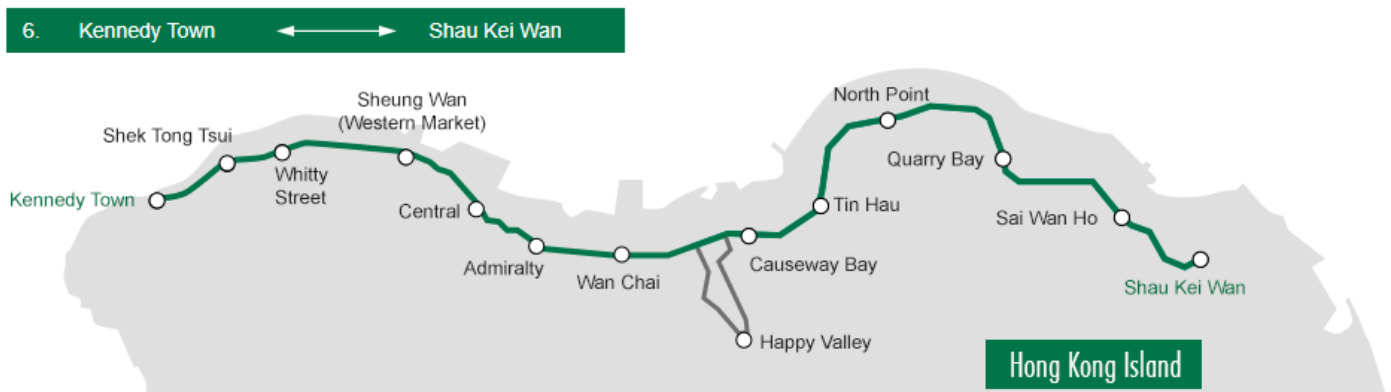 6. Kennedy Town Shau Kei Wan
Sheung Wan
(Western Market)
North Point
Shek Tong Tsui
Quarry Bay
Whitty
Street
Kennedy Town
Central
Tin Hau
Sai Wan Ho
Admiralty
Wan Chai
Causeway Bay
Shau Kei Wan
Happy Valley
Hong Kong Island